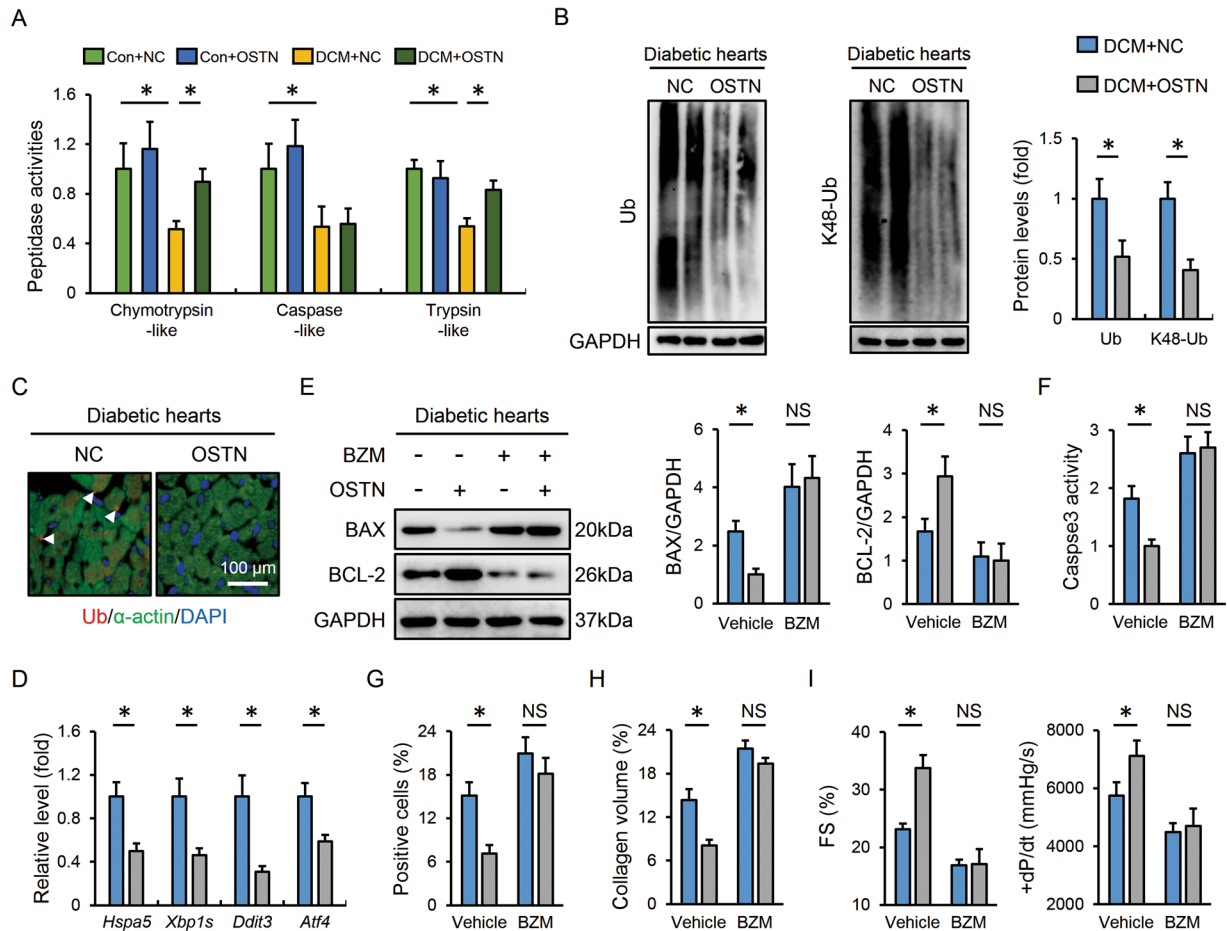 A
Con+NC Con+OSTN DCM+NC DCM+OSTN
Peptidase activities
1.6
1.2
0.8
0.4
0
* * * * *
Chymotrypsin
-like
Caspase
-like
Trypsin
-like
B
Diabetic hearts
NC OSTN
Ub
GAPDH
Diabetic hearts
NC OSTN
K48-Ub
DCM+NC
DCM+OSTN
Protein levels (fold)
1.5
1
0.5
0
* *
Ub K48-Ub
C
Diabetic hearts
NC OSTN
100 µm
Ub/α-actin/DAPI
E
Diabetic hearts
BZM - - + +
OSTN - + - +
BAX 20kDa
BCL-2 26kDa
GAPDH 37kDa
BAX/GAPDH
6
4
2
0
* NS
Vehicle BZM
BCL-2/GAPDH
4
3
2
1
0
* NS
Vehicle BZM
F
Caspse3 activity
4
3
2
1
0
* NS
Vehicle BZM
D
Relative level (fold)
1.6
1.2
0.8
0.4
0
* * * *
Hspa5 Xbp1s Ddit3 Atf4
G
Positive cells (%)
24
18
12
6
0
* NS
Vehicle BZM
H
Collagen volume (%)
24
18
12
6
0
* NS
Vehicle BZM
I
FS (%)
40
30
20
10
* NS
Vehicle BZM
+dP/dt (mmHg/s)
8000
6000
4000
2000
* NS
Vehicle BZM